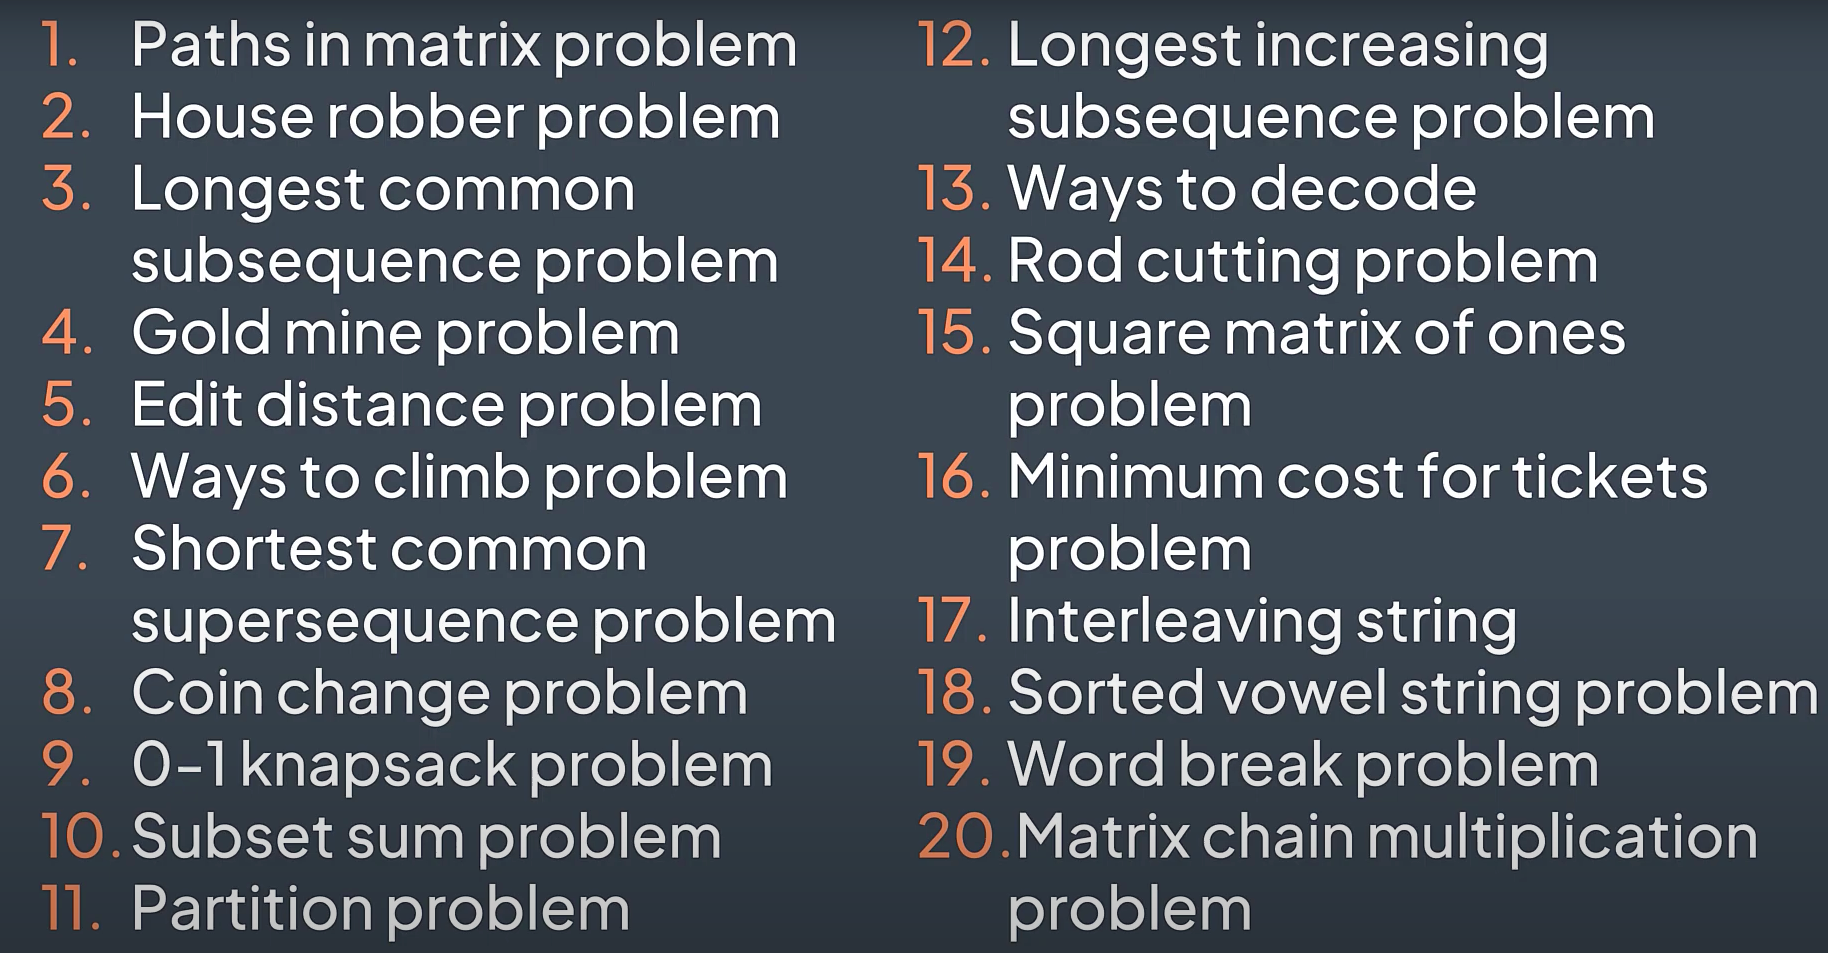 1. Paths in matrix problem
2. House robber problem
3. Longest common
subsequence problem
4. Gold mine problem
5. Edit distance problem
6. Ways to climb problem
7. Shortest common
supersequence problem
8. Coin change problem
9. 0-1 knapsack problem
10. Subset sum problem
11. Partition problem
12. Longest increasing
subsequence problem
13. Ways to decode
14. Rod cutting problem
15. Square matrix of ones
problem
16. Minimum cost for tickets
problem
17. Interleaving string
18. Sorted vowel string problem
19. Word break problem
20. Matrix chain multiplication
problem